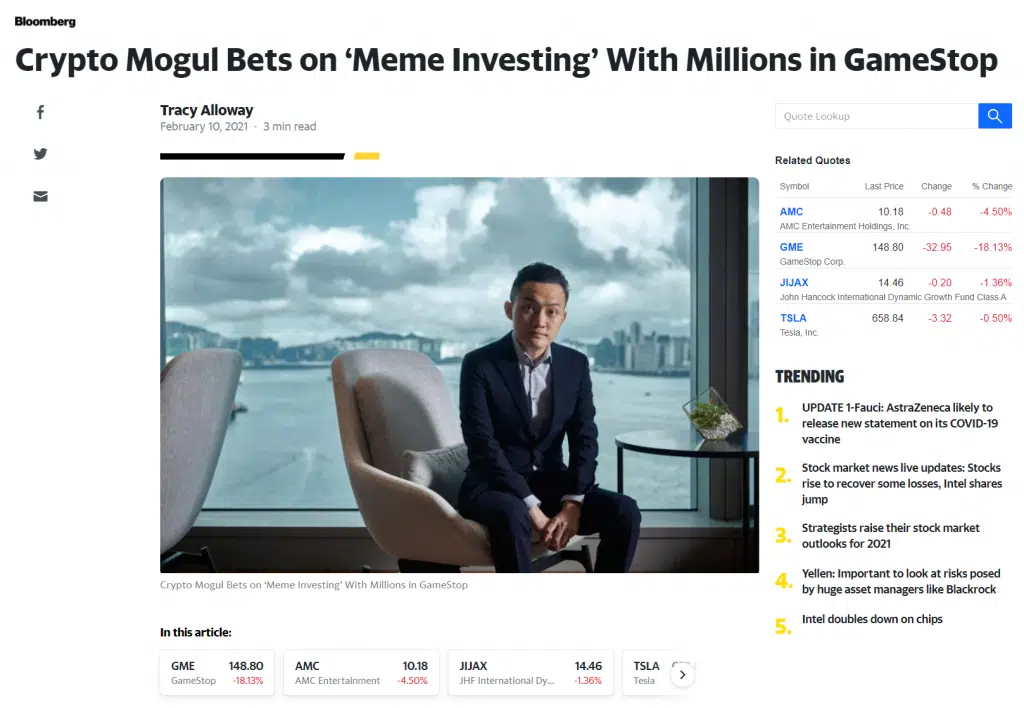 Bloomberg
Crypto Mogul Bets on ‘Meme Investing’ With Millions in GameStop
Tracy Alloway
February 10, 2021 · 3 min read
Crypto Mogul Bets on ‘Meme Investing’ With Millions in GameStop
In this article:
GME 148.80
GameStop -18.13%
AMC 10.18
AMC Entertainment -4.50%
JIJAX 14.46
JHF International Dy... -1.36%
TSLA
Tesla
Quote Lookup
Related Quotes
Symbol Last Price Change % Change
AMC 10.18 -0.48 -4.50%
AMC Entertainment Holdings, Inc.
GME 148.80 -32.95 -18.13%
GameStop Corp.
JIJAX 14.46 -0.20 -1.36%
John Hancock International Dynamic Growth Fund Class A
TSLA 658.84 -3.32 -0.50%
Tesla, Inc.
TRENDING
1. UPDATE 1-Fauci: AstraZeneca likely to
release new statement on its COVID-19
vaccine
2. Stock market news live updates: Stocks
rise to recover some losses, Intel shares
jump
3. Strategists raise their stock market
outlooks for 2021
4. Yellen: Important to look at risks posed
by huge asset managers like Blackrock
5. Intel doubles down on chips